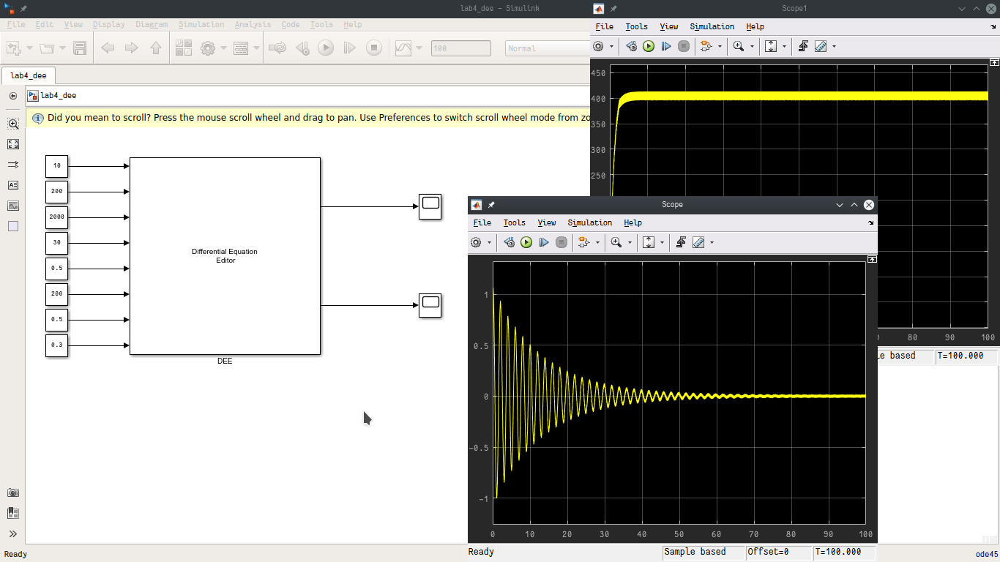 lab4_dee - Simulink
File Edit View Display Diagram Simulation Analysis Code Tools Help
100
Normal
lab4_dee
lab4_dee
Did you mean to scroll? Press the mouse scroll wheel and drag to pan. Use Preferences to switch scroll wheel mode from zo
10
200
2000
30
0.5
200
0.5
0.3
Differential Equation
Editor
DEE
Ready
ode45
Scope1
File Tools View Simulation Help
450
400
350
300
250
80 90 100
le based
T=100.000
Scope
File Tools View Simulation Help
1
0.5
0
-0.5
-1
0 10 20 30 40 50 60 70 80 90 100
Ready
Sample based
Offset=0
T=100.000